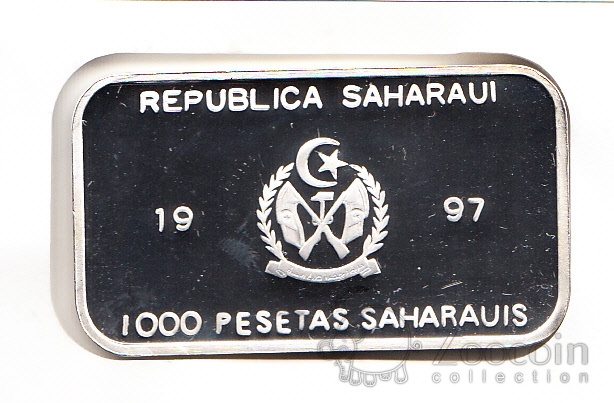 REPUBLICA SAHARAUI
19 97
1000 PESETAS SAHARAUIS
Zoocoin
collection